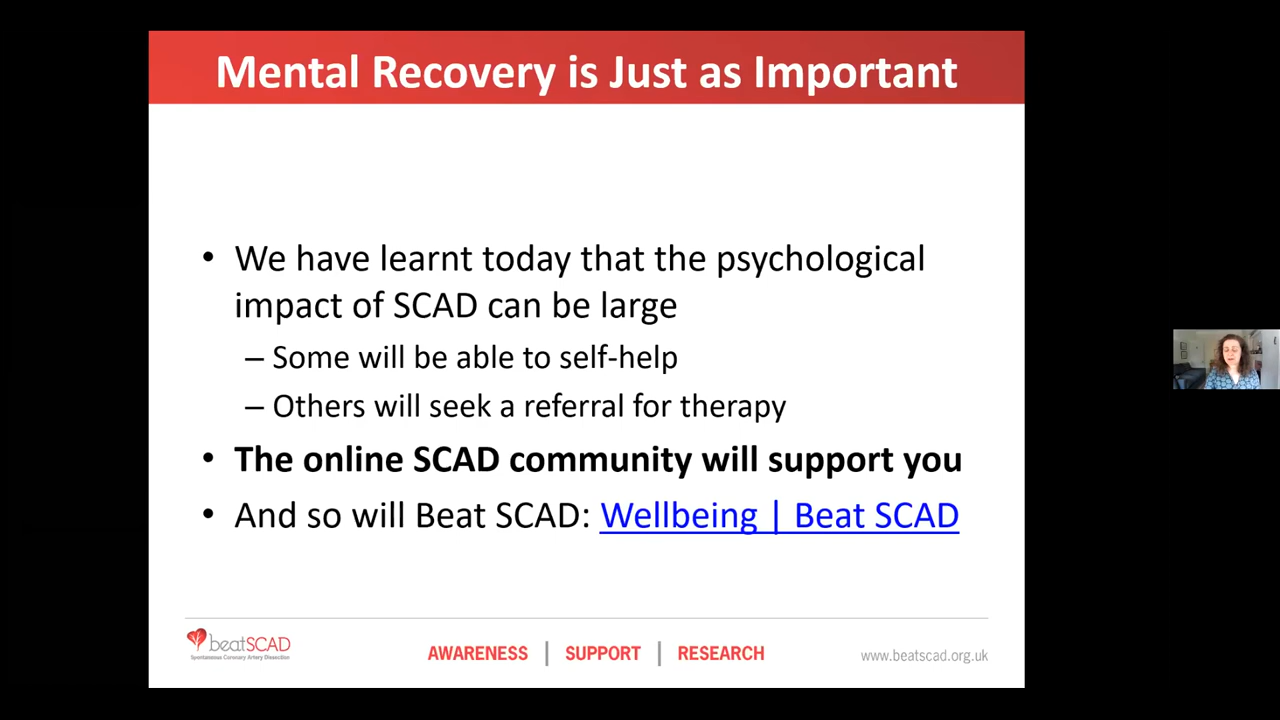 Mental Recovery is Just as Important
• We have learnt today that the psychological
impact of SCAD can be large
– Some will be able to self-help
– Others will seek a referral for therapy
• The online SCAD community will support you
• And so will Beat SCAD: Wellbeing | Beat SCAD
beatSCAD
Spontaneous Coronary Artery Dissection
AWARENESS | SUPPORT | RESEARCH
www.beatscad.org.uk